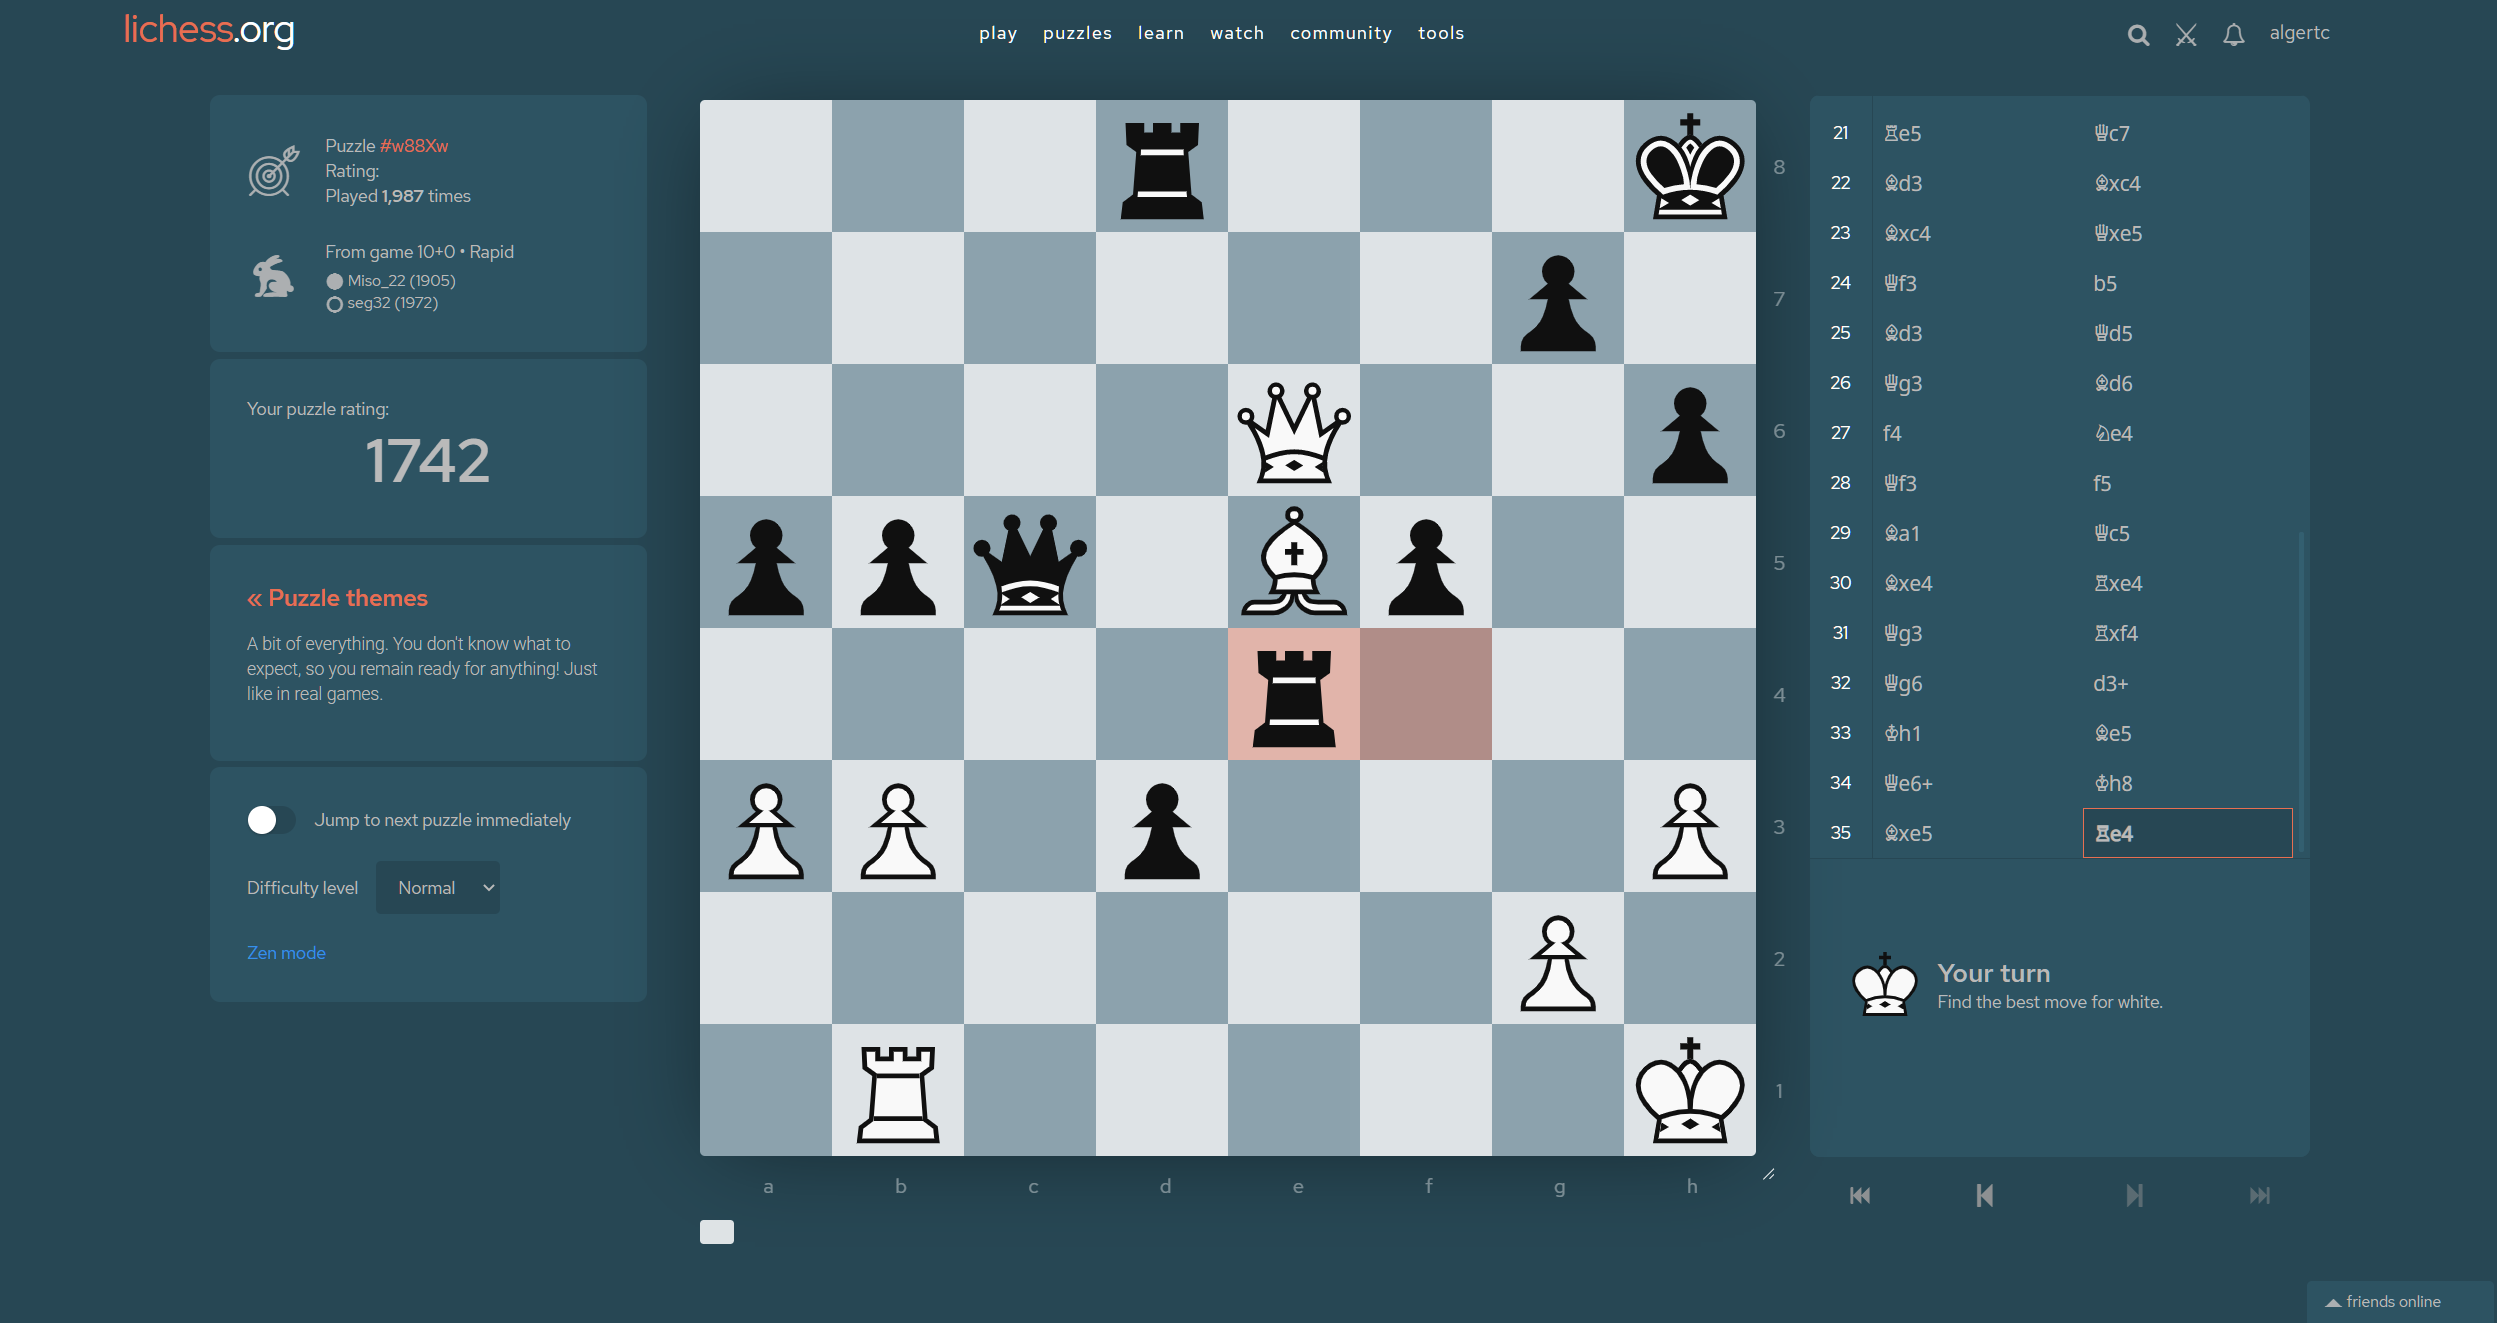 lichess.org
play puzzles learn watch community tools
algertc
Puzzle #w88Xw
Rating:
Played 1,987 times
From game 10+0 • Rapid
Miso_22 (1905)
seg32 (1972)
Your puzzle rating:
1742
« Puzzle themes
A bit of everything. You don't know what to
expect, so you remain ready for anything! Just
like in real games.
Jump to next puzzle immediately
Difficulty level Normal
Zen mode
8
7
6
5
4
3
2
1
a b c d e f g h
21 ♖e5 ♕c7
22 ♗d3 ♗xc4
23 ♗xc4 ♕xe5
24 ♕f3 b5
25 ♗d3 ♕d5
26 ♕g3 ♗d6
27 f4 ♘e4
28 ♕f3 f5
29 ♗a1 ♕c5
30 ♗xe4 ♖xe4
31 ♕g3 ♖xf4
32 ♕g6 d3+
33 ♔h1 ♗e5
34 ♕e6+ ♔h8
35 ♗xe5 ♖e4
Your turn
Find the best move for white.
friends online